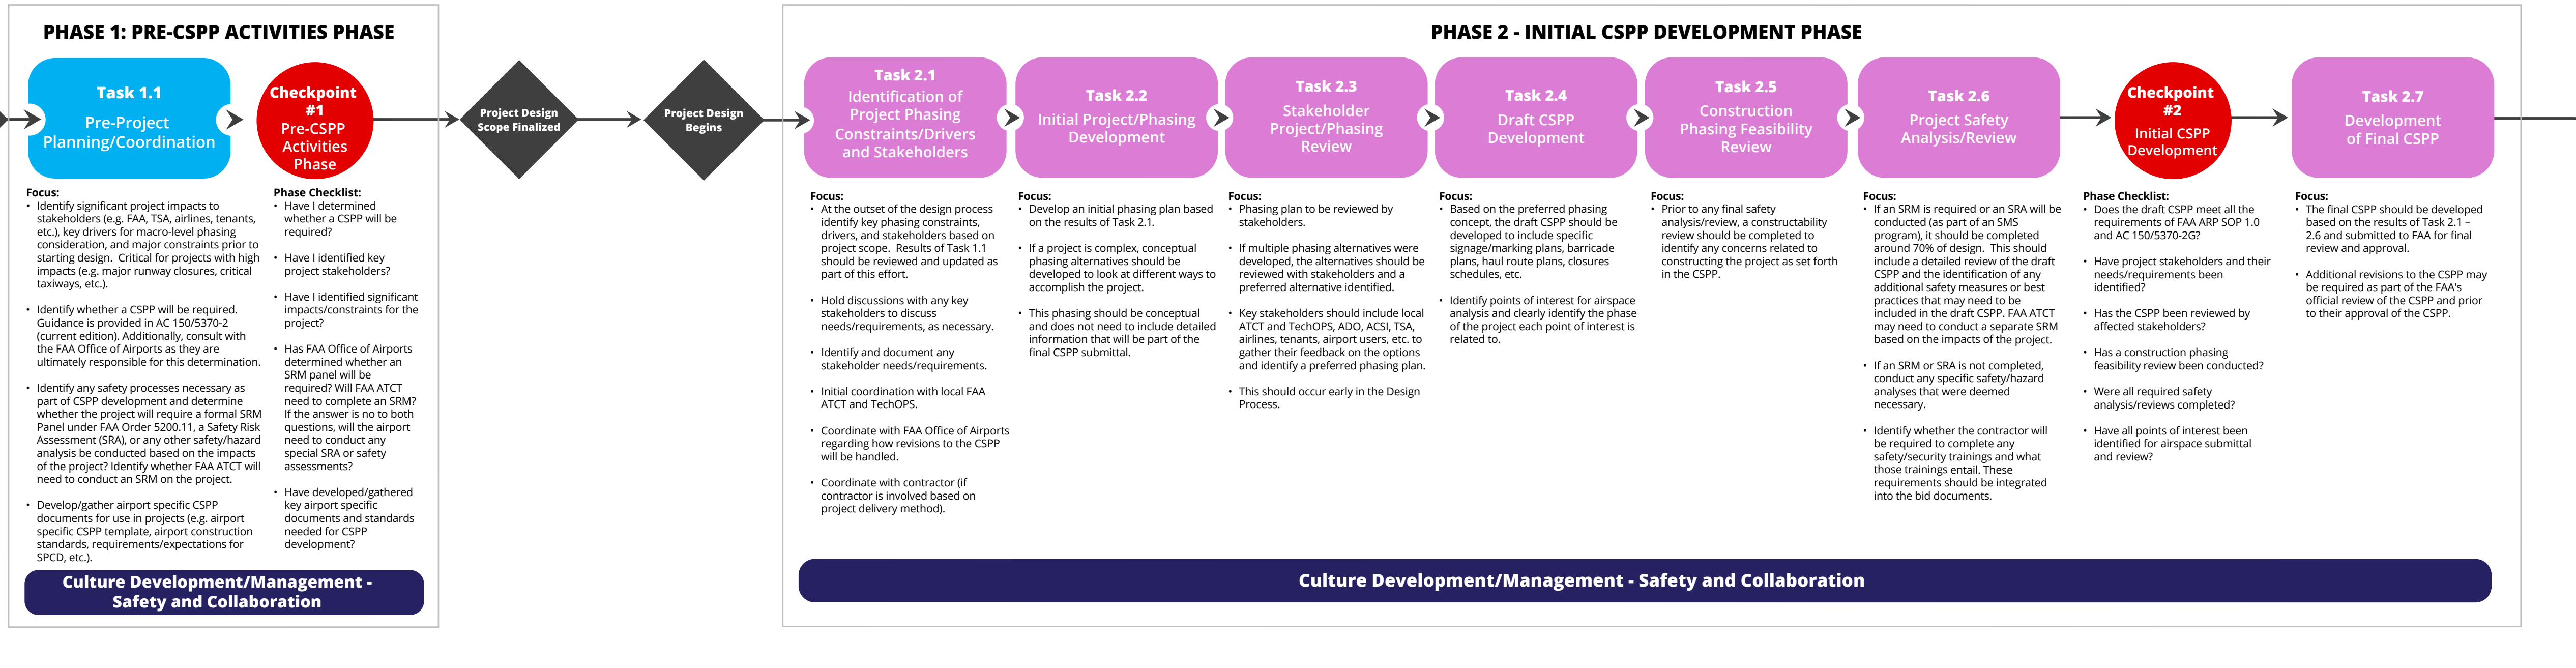 PHASE 1: PRE-CSPP ACTIVITIES PHASE
Task 1.1
Pre-Project
Planning/Coordination
Checkpoint
#1
Pre-CSPP
Activities
Phase
Focus:
• Identify significant project impacts to
stakeholders (e.g. FAA, TSA, airlines, tenants,
etc.), key drivers for macro-level phasing
consideration, and major constraints prior to
starting design.  Critical for projects with high
impacts (e.g. major runway closures, critical
taxiways, etc.).
• Identify whether a CSPP will be required.
Guidance is provided in AC 150/5370-2
(current edition). Additionally, consult with
the FAA Office of Airports as they are
ultimately responsible for this determination.
• Identify any safety processes necessary as
part of CSPP development and determine
whether the project will require a formal SRM
Panel under FAA Order 5200.11, a Safety Risk
Assessment (SRA), or any other safety/hazard
analysis be conducted based on the impacts
of the project? Identify whether FAA ATCT will
need to conduct an SRM on the project.
• Develop/gather airport specific CSPP
documents for use in projects (e.g. airport
specific CSPP template, airport construction
standards, requirements/expectations for
SPCD, etc.).
Phase Checklist:
• Have I determined
whether a CSPP will be
required?
• Have I identified key
project stakeholders?
• Have I identified significant
impacts/constraints for the
project?
• Has FAA Office of Airports
determined whether an
SRM panel will be
required? Will FAA ATCT
need to complete an SRM?
If the answer is no to both
questions, will the airport
need to conduct any
special SRA or safety
assessments?
• Have developed/gathered
key airport specific
documents and standards
needed for CSPP
development?
Culture Development/Management -
Safety and Collaboration
Project Design
Scope Finalized
Project Design
Begins
PHASE 2 - INITIAL CSPP DEVELOPMENT PHASE
Task 2.1
Identification of
Project Phasing
Constraints/Drivers
and Stakeholders
Focus:
• At the outset of the design process
identify key phasing constraints,
drivers, and stakeholders based on
project scope.  Results of Task 1.1
should be reviewed and updated as
part of this effort.
• Hold discussions with any key
stakeholders to discuss
needs/requirements, as necessary.
• Identify and document any
stakeholder needs/requirements.
• Initial coordination with local FAA
ATCT and TechOPS.
• Coordinate with FAA Office of Airports
regarding how revisions to the CSPP
will be handled.
• Coordinate with contractor (if
contractor is involved based on
project delivery method).
Task 2.2
Initial Project/Phasing
Development
Focus:
• Develop an initial phasing plan based
on the results of Task 2.1.
• If a project is complex, conceptual
phasing alternatives should be
developed to look at different ways to
accomplish the project.
• This phasing should be conceptual
and does not need to include detailed
information that will be part of the
final CSPP submittal.
Task 2.3
Stakeholder
Project/Phasing
Review
Focus:
• Phasing plan to be reviewed by
stakeholders.
• If multiple phasing alternatives were
developed, the alternatives should be
reviewed with stakeholders and a
preferred alternative identified.
• Key stakeholders should include local
ATCT and TechOPS, ADO, ACSI, TSA,
airlines, tenants, airport users, etc. to
gather their feedback on the options
and identify a preferred phasing plan.
• This should occur early in the Design
Process.
Task 2.4
Draft CSPP
Development
Focus:
• Based on the preferred phasing
concept, the draft CSPP should be
developed to include specific
signage/marking plans, barricade
plans, haul route plans, closures
schedules, etc.
• Identify points of interest for airspace
analysis and clearly identify the phase
of the project each point of interest is
related to.
Task 2.5
Construction
Phasing Feasibility
Review
Focus:
• Prior to any final safety
analysis/review, a constructability
review should be completed to
identify any concerns related to
constructing the project as set forth
in the CSPP.
Task 2.6
Project Safety
Analysis/Review
Focus:
• If an SRM is required or an SRA will be
conducted (as part of an SMS
program), it should be completed
around 70% of design.  This should
include a detailed review of the draft
CSPP and the identification of any
additional safety measures or best
practices that may need to be
included in the draft CSPP. FAA ATCT
may need to conduct a separate SRM
based on the impacts of the project.
• If an SRM or SRA is not completed,
conduct any specific safety/hazard
analyses that were deemed
necessary.
• Identify whether the contractor will
be required to complete any
safety/security trainings and what
those trainings entail. These
requirements should be integrated
into the bid documents.
Checkpoint
#2
Initial CSPP
Development
Phase Checklist:
• Does the draft CSPP meet all the
requirements of FAA ARP SOP 1.0
and AC 150/5370-2G?
• Have project stakeholders and their
needs/requirements been
identified?
• Has the CSPP been reviewed by
affected stakeholders?
• Has a construction phasing
feasibility review been conducted?
• Were all required safety
analysis/reviews completed?
• Have all points of interest been
identified for airspace submittal
and review?
Task 2.7
Development
of Final CSPP
Focus:
• The final CSPP should be developed
based on the results of Task 2.1 –
2.6 and submitted to FAA for final
review and approval.
• Additional revisions to the CSPP may
be required as part of the FAA's
official review of the CSPP and prior
to their approval of the CSPP.
Culture Development/Management - Safety and Collaboration